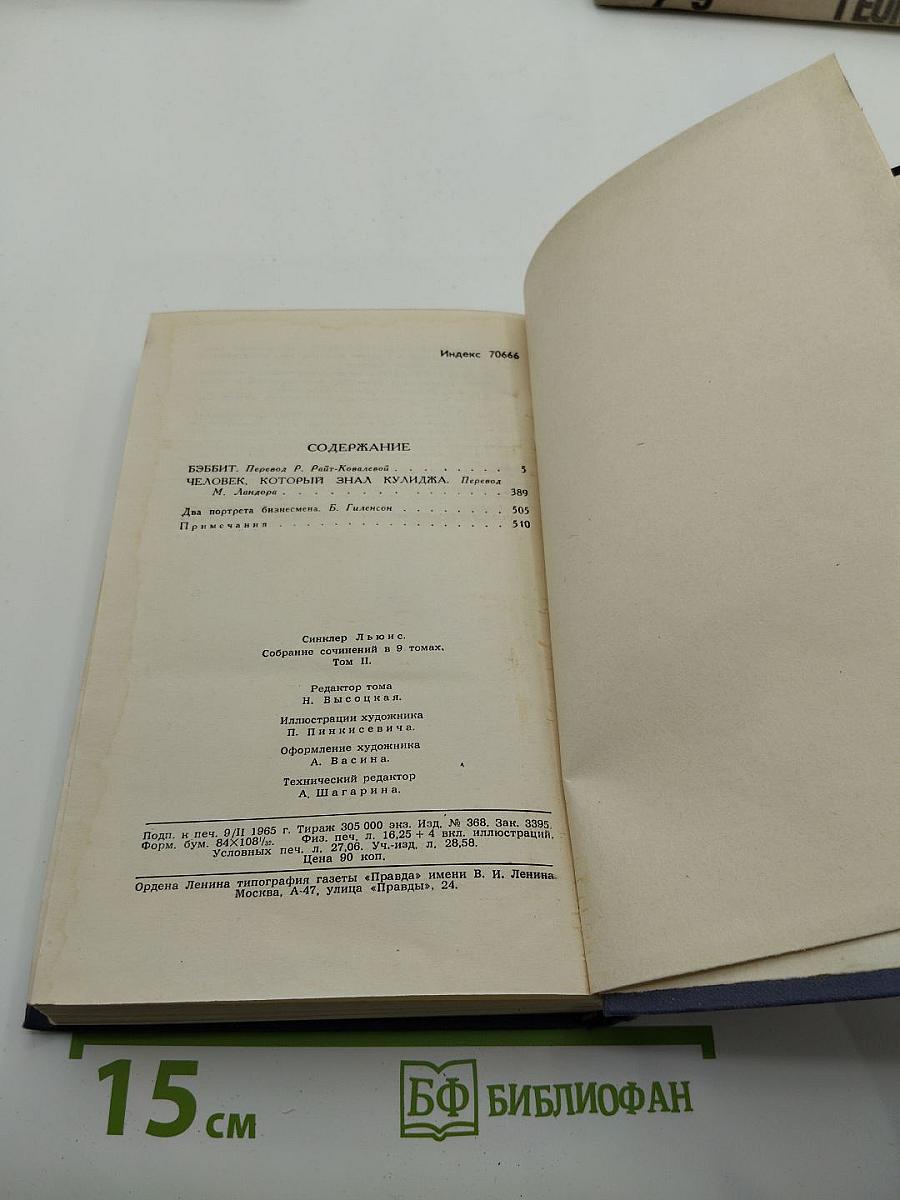 Индекс 70666
СОДЕРЖАНИЕ
БЭББИТ. Перевод Р. Райт-Ковалевой . . . . . . . . 5
ЧЕЛОВЕК, КОТОРЫЙ ЗНАЛ КУЛИДЖА. Перевод
М. Ландора . . . . . . . . . . . . . . . . 389
Два портрета бизнесмена. Б. Гиленсон . . . . . . . . 505
Примечания . . . . . . . . . . . . . . . . 510
Синклер Льюис.
Собрание сочинений в 9 томах.
Том II.
Редактор тома
Н. Высоцкая.
Иллюстрации художника
П. Пинкисевича.
Оформление художника
А. Васина.
Технический редактор
А. Шагарина.
Подп. к печ. 9/II 1965 г. Тираж 305 000 экз. Изд. № 368. Зак. 3395.
Форм. бум. 84×108¹/₃₂. Физ. печ. л. 16,25 + 4 вкл. иллюстраций.
Условных печ. л. 27,06. Уч.-изд. л. 28,58.
Цена 90 коп.
Ордена Ленина типография газеты «Правда» имени В. И. Ленина.
Москва, А-47, улица «Правды», 24.
15 см
БФ БИБЛИОФАН